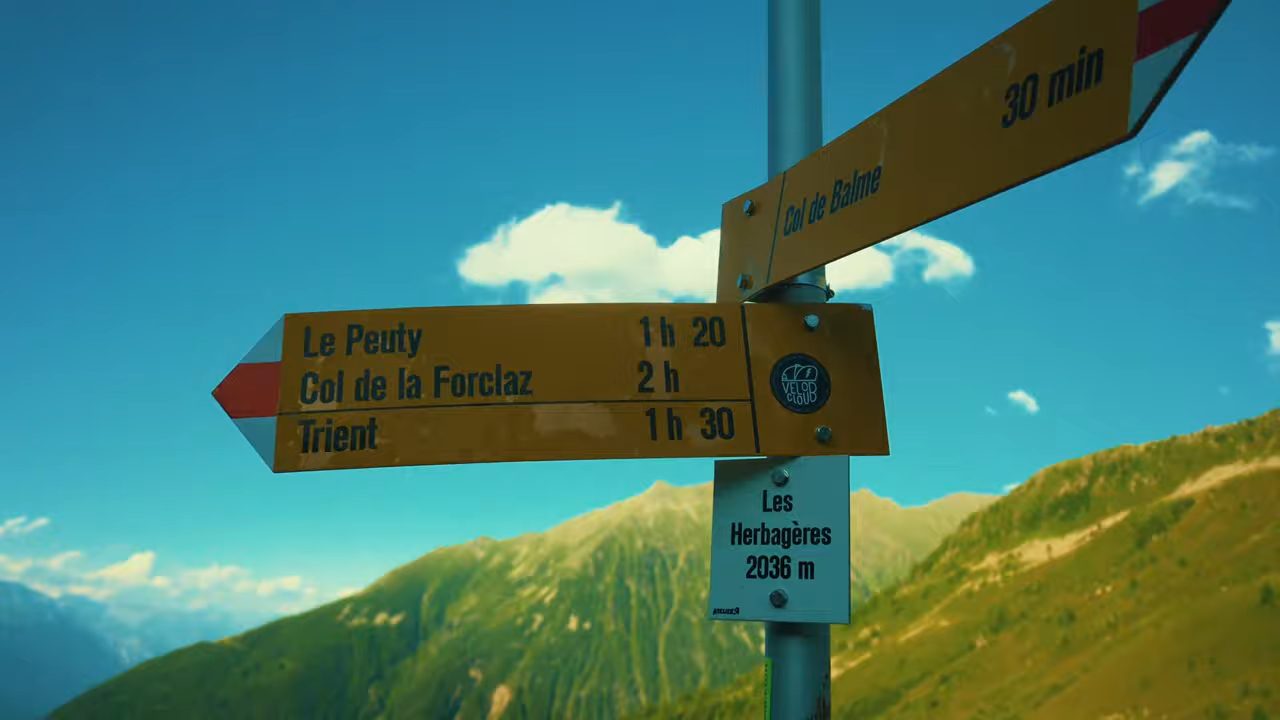 30 min
Col de Balme
Le Peuty 1 h 20
Col de la Forclaz 2 h
Trient 1 h 30
VELOD
CLOUD
Les
Herbagères
2036 m